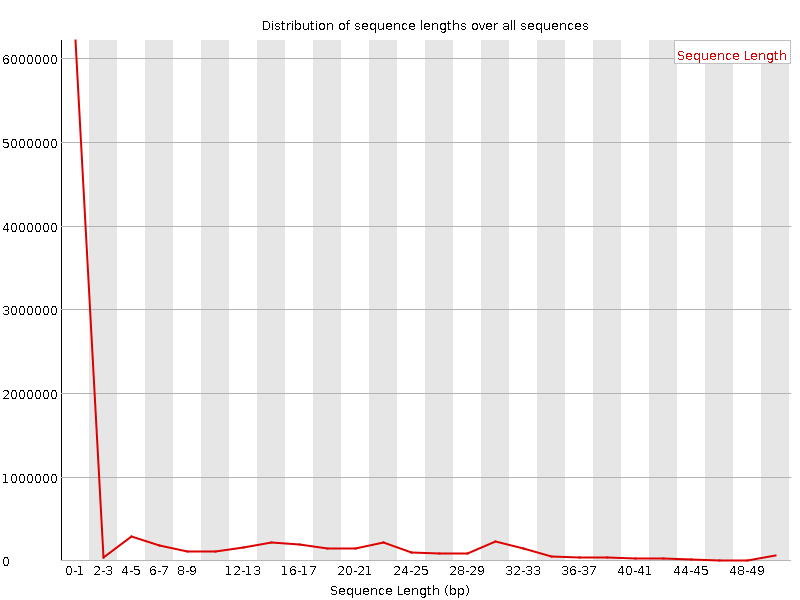 Distribution of sequence lengths over all sequences
Sequence Length
6000000
5000000
4000000
3000000
2000000
1000000
0
0-1 2-3 4-5 6-7 8-9 12-13 16-17 20-21 24-25 28-29 32-33 36-37 40-41 44-45 48-49
Sequence Length (bp)